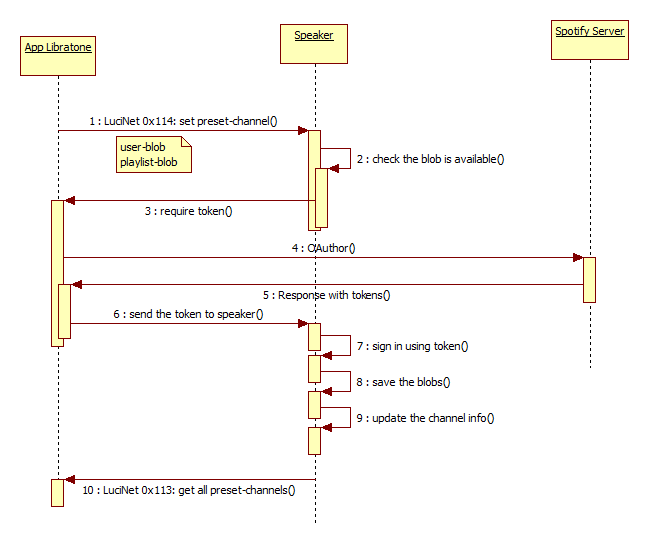 App Libratone
Speaker
Spotify Server
1 : LuciNet 0x114: set preset-channel()
user-blob
playlist-blob
2 : check the blob is available()
3 : require token()
4 : OAuthor()
5 : Response with tokens()
6 : send the token to speaker()
7 : sign in using token()
8 : save the blobs()
9 : update the channel info()
10 : LuciNet 0x113: get all preset-channels()